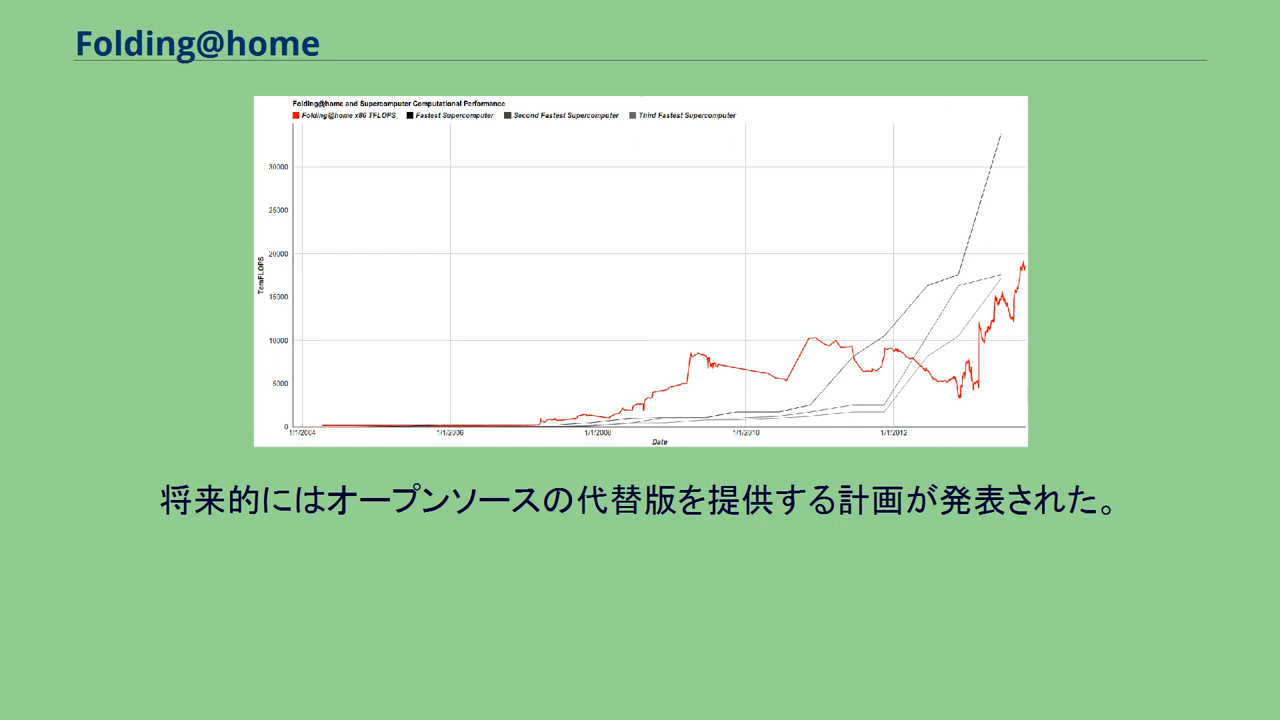 Folding@home
Folding@home and Supercomputer Computational Performance
Folding@home x86 TFLOPS Fastest Supercomputer Second Fastest Supercomputer Third Fastest Supercomputer
30000
25000
20000
15000
10000
5000
0
TeraFLOPS
1/1/2004 1/1/2006 1/1/2008 1/1/2010 1/1/2012
Date
将来的にはオープンソースの代替版を提供する計画が発表された。